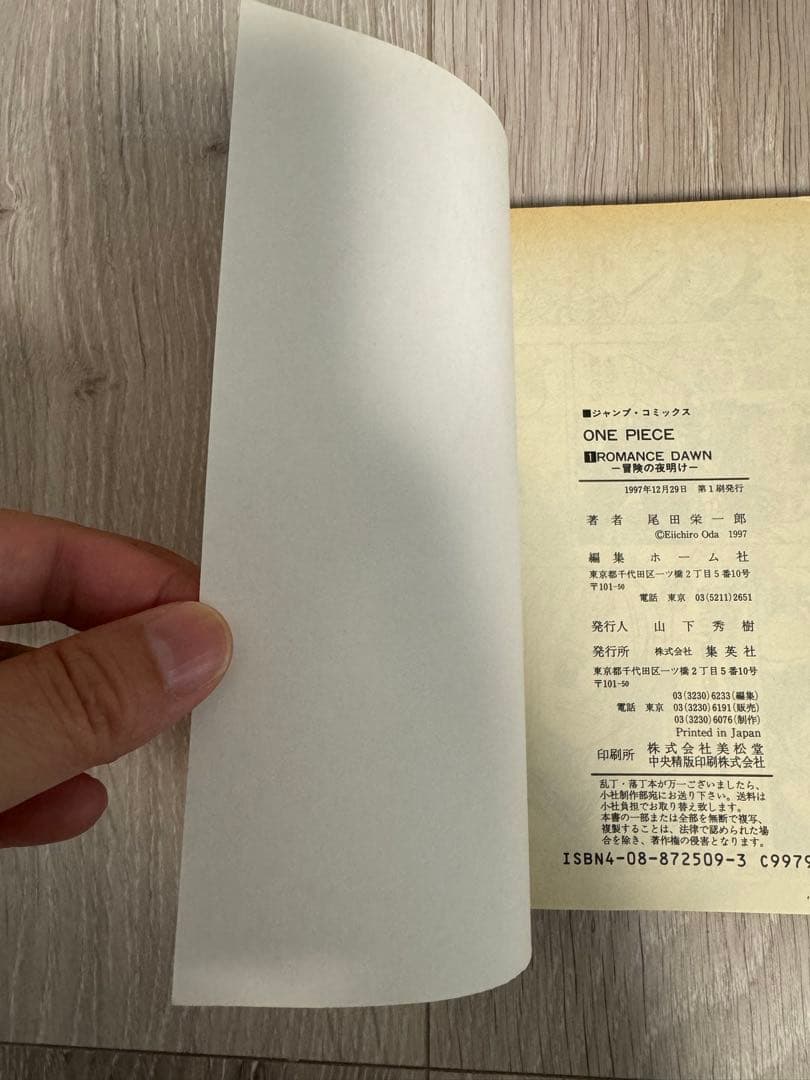 ■ジャンプ・コミックス
ONE PIECE
1 ROMANCE DAWN
―冒険の夜明け―
1997年12月29日 第1刷発行
著者 尾田栄一郎
©Eiichiro Oda 1997
編集 ホーム社
東京都千代田区一ツ橋2丁目5番10号
〒101-50
電話 東京 03(5211)2651
発行人 山下秀樹
発行所 株式会社 集英社
東京都千代田区一ツ橋2丁目5番10号
〒101-50
03(3230)6233(編集)
電話 東京 03(3230)6191(販売)
03(3230)6076(制作)
Printed in Japan
印刷所 株式会社美松堂
中央精版印刷株式会社
乱丁・落丁本が万一ございましたら、
小社制作部宛にお送り下さい。送料は
小社負担でお取り替え致します。
本書の一部または全部を無断で複写、
複製することは、法律で認められた場
合を除き、著作権の侵害となります。
ISBN4-08-872509-3 C9979